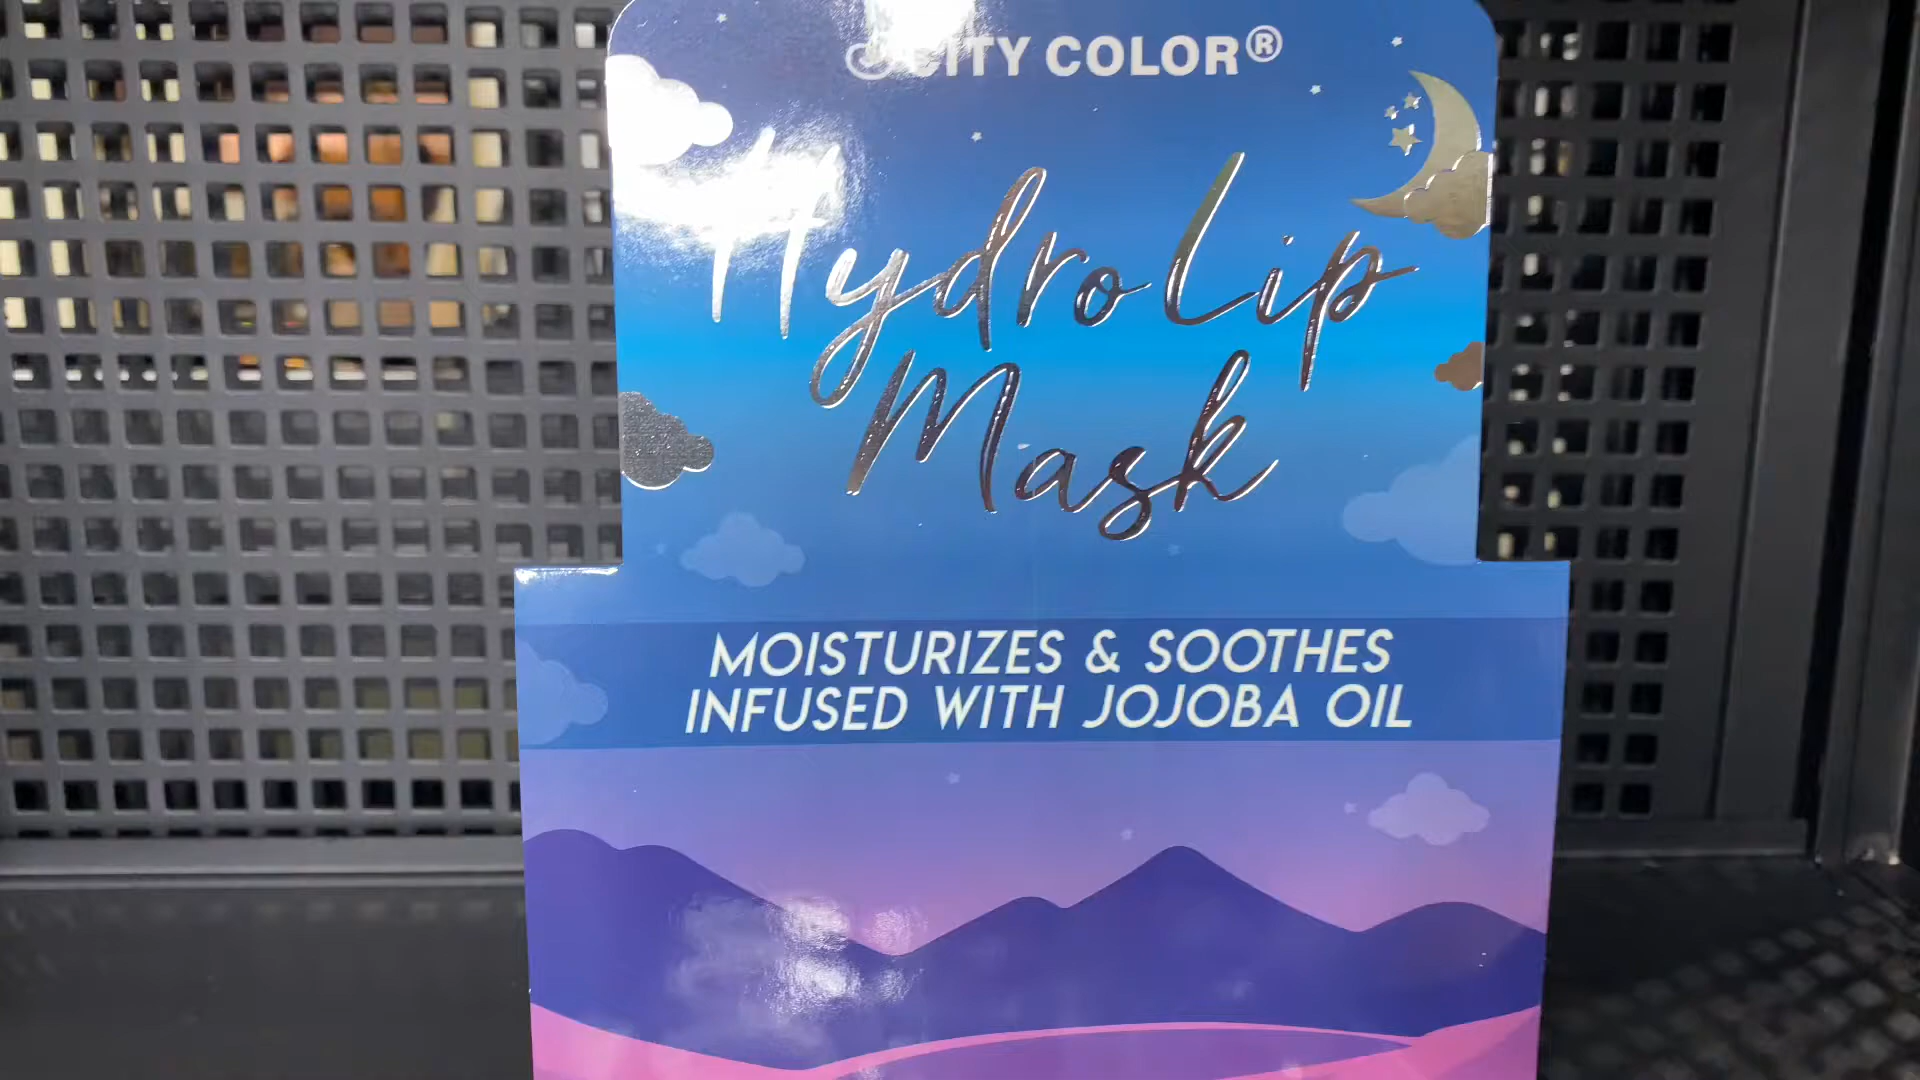 CITY COLOR®
Hydro Lip
Mask
MOISTURIZES & SOOTHES
INFUSED WITH JOJOBA OIL